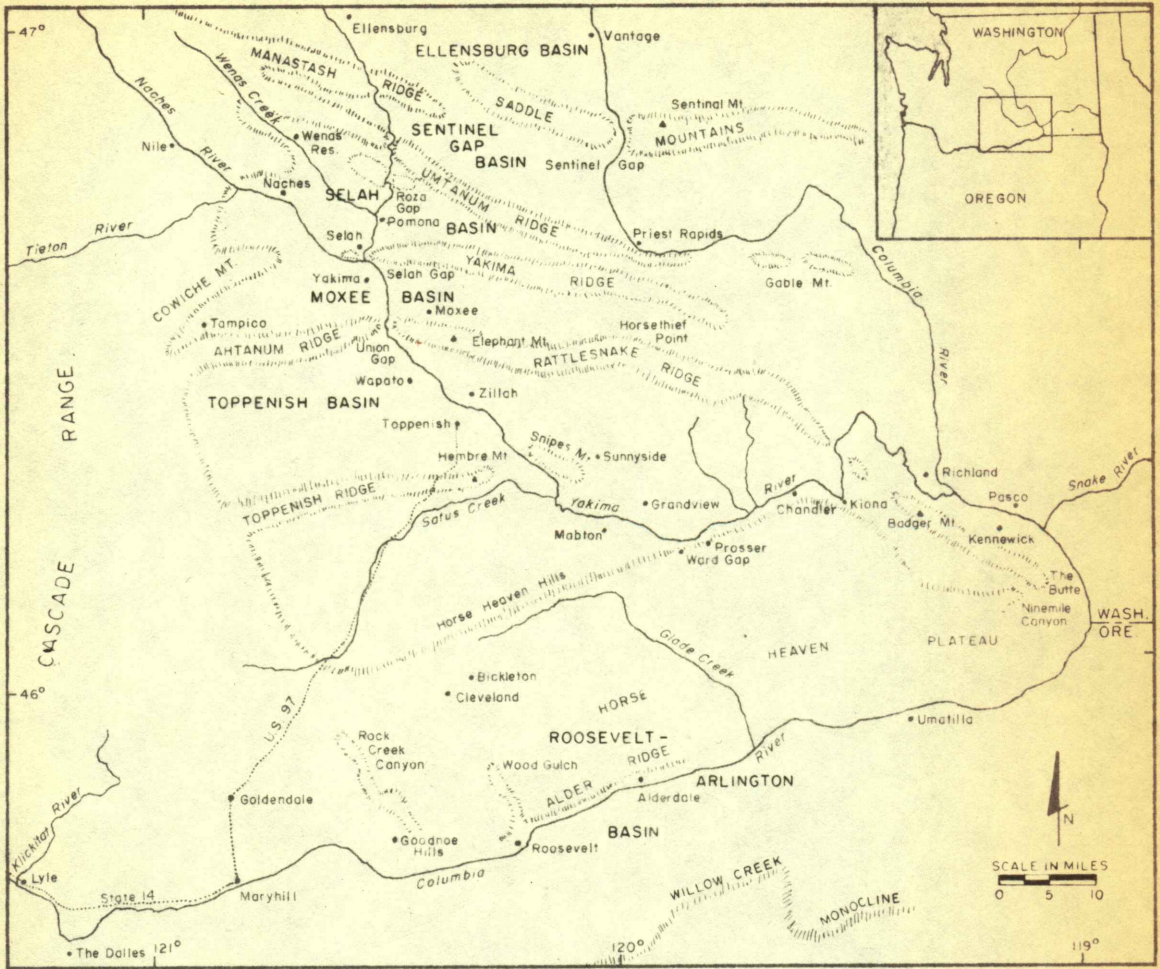 47°
Ellensburg
ELLENSBURG BASIN
Vantage
WASHINGTON
OREGON
MANASTASH
RIDGE
Wenas Creek
Naches
River
SADDLE
Sentinal Mt.
MOUNTAINS
Nile
Wenas
Res.
SENTINEL
GAP
BASIN
Sentinel Gap
Naches
SELAH
Roza
Gap
Pomona
BASIN
UMTANUM
RIDGE
Priest Rapids
Tieton River
Selah
Selah Gap
YAKIMA
RIDGE
Gable Mt.
Columbia
River
COWICHE MT.
Yakima
MOXEE BASIN
Moxee
Tampico
AHTANUM RIDGE
Union
Gap
Elephant Mt.
Horsethief
Point
RATTLESNAKE
RIDGE
Wapato
Zillah
TOPPENISH BASIN
CASCADE RANGE
Toppenish
Hembre Mt
Snipes M.
Sunnyside
Richland
Snake River
TOPPENISH RIDGE
Satus Creek
Yakima
River
Grandview
Chandler
Kiona
Badger Mt.
Pasco
Kennewick
Mabton
Prosser
Ward Gap
The
Butte
Ninemile
Canyon
Horse Heaven Hills
WASH.
ORE
Glade Creek
HEAVEN
PLATEAU
46°
Bickleton
Cleveland
HORSE
Umatilla
U.S. 97
Rock
Creek
Canyon
ROOSEVELT-
Wood Gulch
ALDER RIDGE
River
ARLINGTON
Alderdale
BASIN
Klickitat River
Goldendale
Goodnoe
Hills
Roosevelt
N
SCALE IN MILES
0 5 10
Lyle
State 14
Maryhill
Columbia
WILLOW CREEK
MONOCLINE
The Dalles
121°
120°
119°